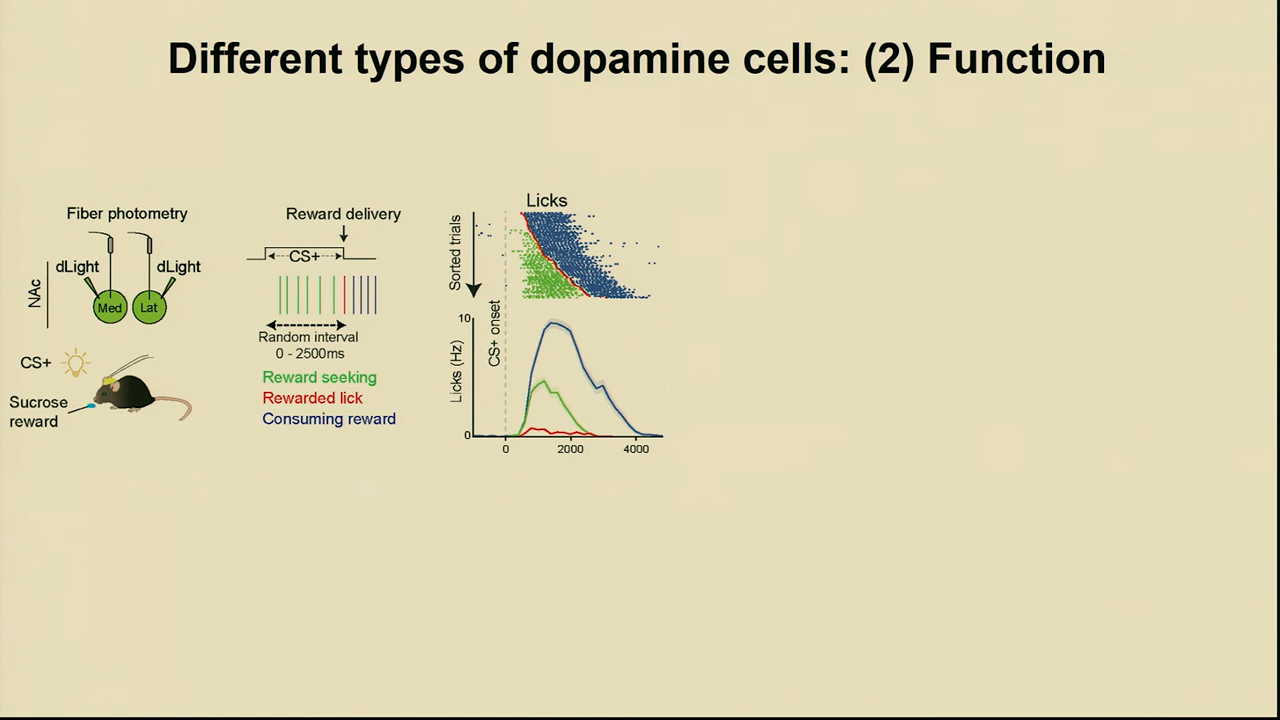 Different types of dopamine cells: (2) Function
Fiber photometry
dLight
dLight
NAc
Med
Lat
CS+
Sucrose
reward
Reward delivery
CS+
Random interval
0 - 2500ms
Reward seeking
Rewarded lick
Consuming reward
Licks
Sorted trials
CS+ onset
Licks (Hz)
10
0
0
2000
4000